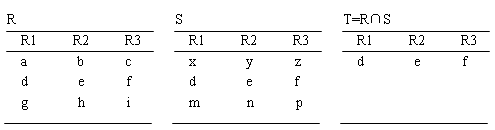 R S T=R∩S
R1 R2 R3 R1 R2 R3 R1 R2 R3
a b c x y z d e f
d e f d e f
g h i m n p